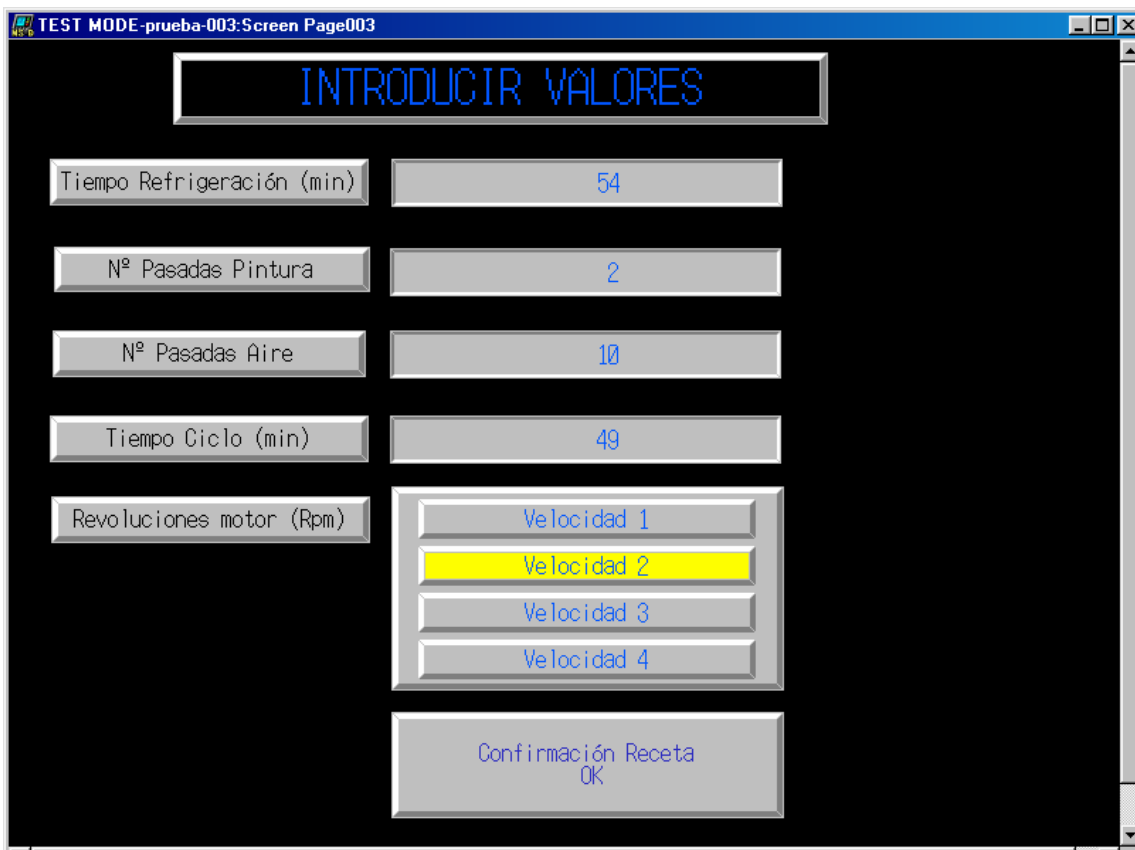 TEST MODE-prueba-003:Screen Page003
INTRODUCIR VALORES
Tiempo Refrigeración (min)
54
Nº Pasadas Pintura
2
Nº Pasadas Aire
10
Tiempo Ciclo (min)
49
Revoluciones motor (Rpm)
Velocidad 1
Velocidad 2
Velocidad 3
Velocidad 4
Confirmación Receta
OK